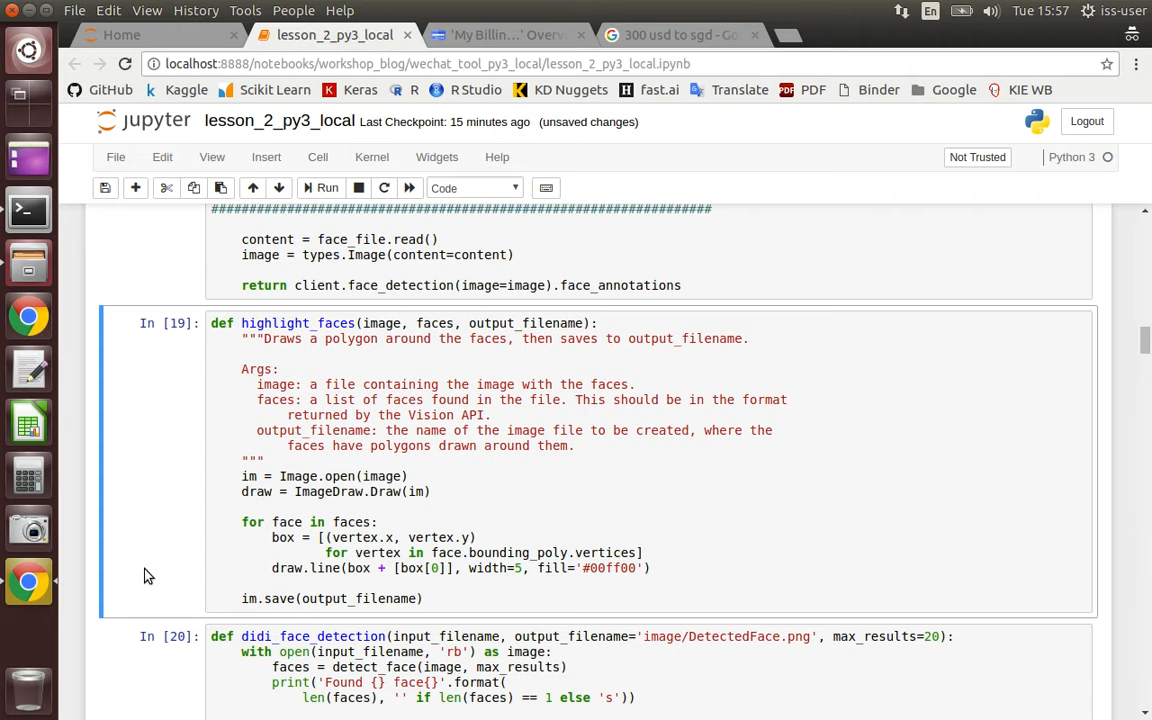 File Edit View History Tools People Help
En Tue 15:57 iss-user
Home lesson_2_py3_local 'My Billin…' Overv 300 usd to sgd - Go
localhost:8888/notebooks/workshop_blog/wechat_tool_py3_local/lesson_2_py3_local.ipynb
GitHub Kaggle Scikit Learn Keras R R Studio KD Nuggets fast.ai Translate PDF Binder Google KIE WB
jupyter lesson_2_py3_local Last Checkpoint: 15 minutes ago (unsaved changes) Logout
File Edit View Insert Cell Kernel Widgets Help Not Trusted Python 3
Run Code
##################################################################
content = face_file.read()
image = types.Image(content=content)
return client.face_detection(image=image).face_annotations
In [19]: def highlight_faces(image, faces, output_filename):
"""Draws a polygon around the faces, then saves to output_filename.
Args:
image: a file containing the image with the faces.
faces: a list of faces found in the file. This should be in the format
returned by the Vision API.
output_filename: the name of the image file to be created, where the
faces have polygons drawn around them.
"""
im = Image.open(image)
draw = ImageDraw.Draw(im)
for face in faces:
box = [(vertex.x, vertex.y)
for vertex in face.bounding_poly.vertices]
draw.line(box + [box[0]], width=5, fill='#00ff00')
im.save(output_filename)
In [20]: def didi_face_detection(input_filename, output_filename='image/DetectedFace.png', max_results=20):
with open(input_filename, 'rb') as image:
faces = detect_face(image, max_results)
print('Found {} face{}'.format(
len(faces), '' if len(faces) == 1 else 's'))